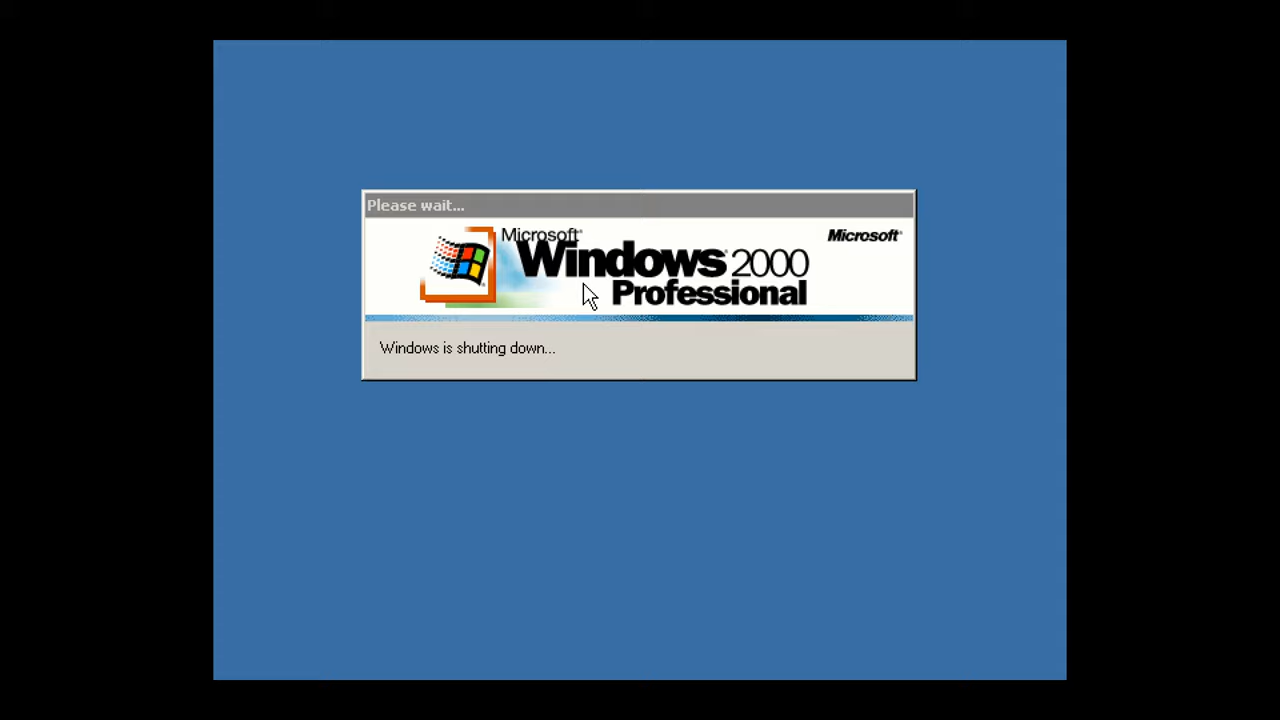 Please wait...
Microsoft®
Windows 2000
Professional
Microsoft®
Windows is shutting down...